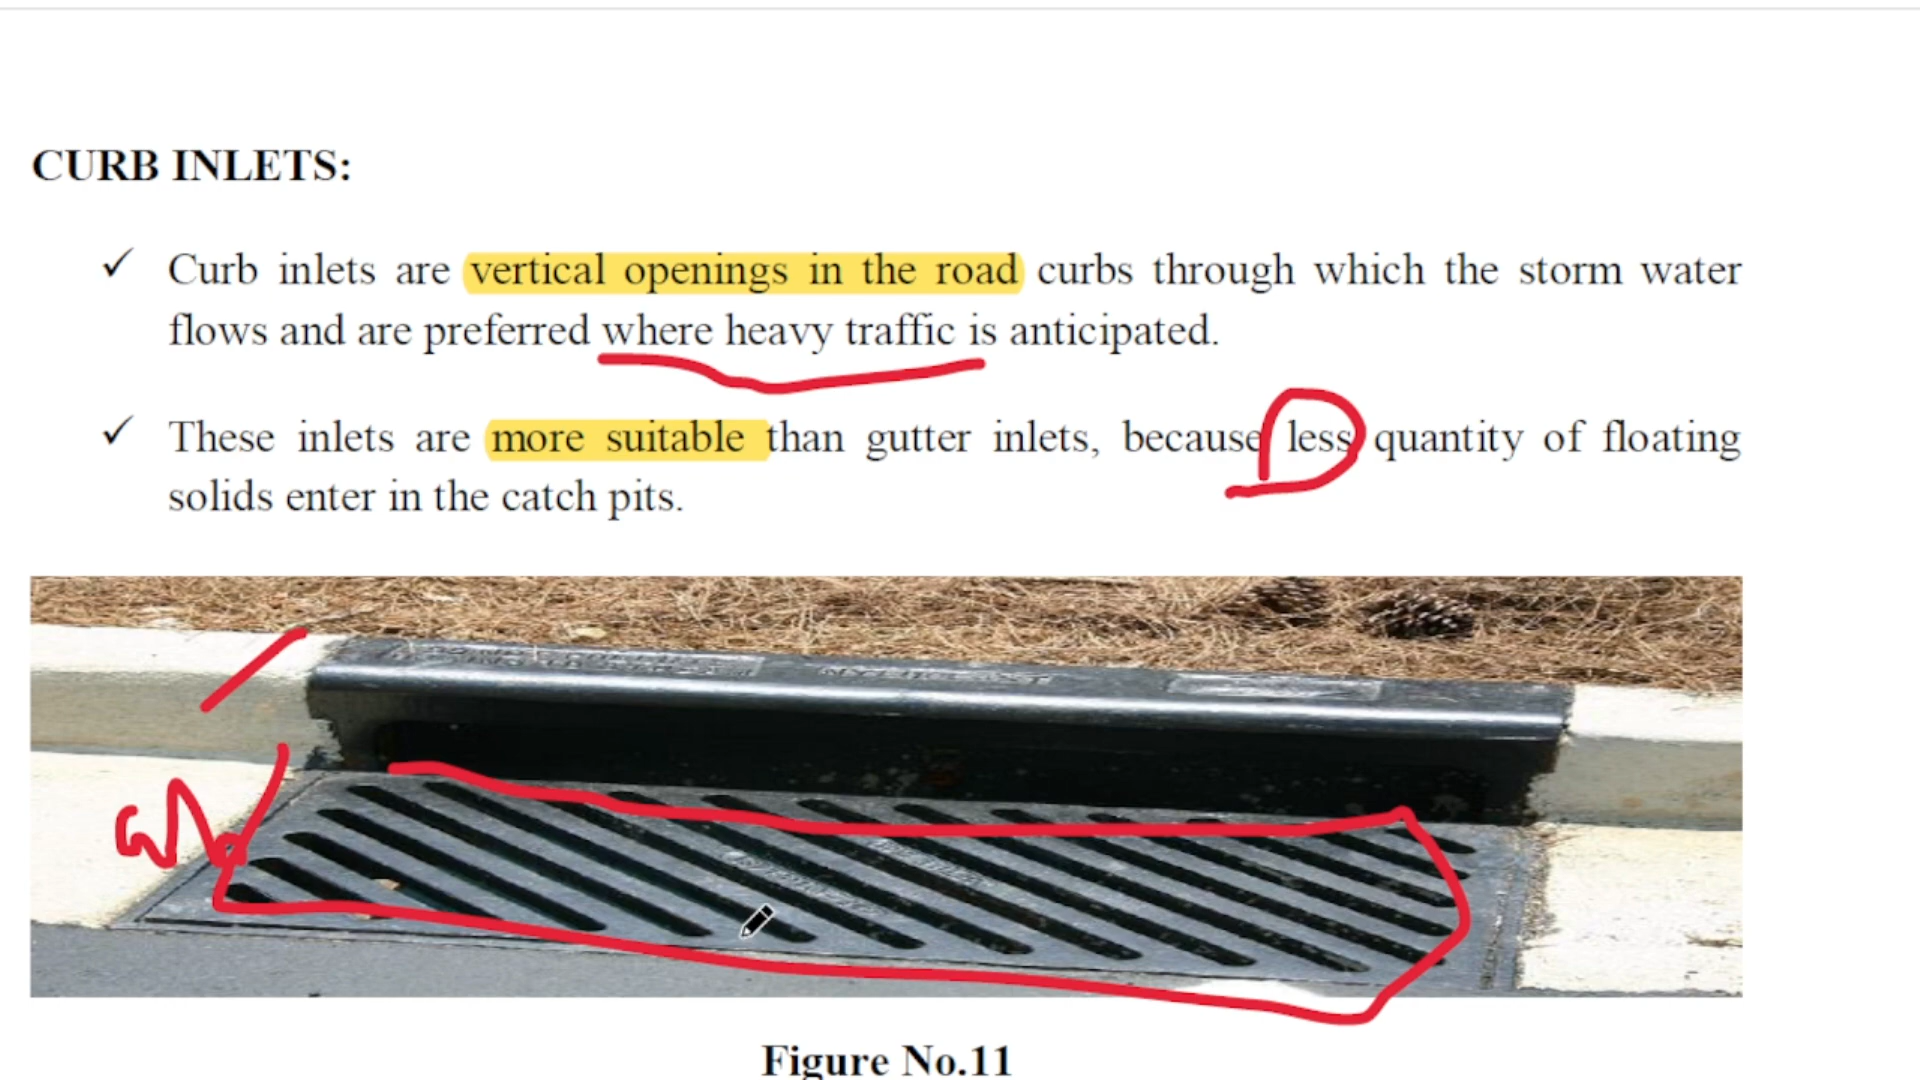 CURB INLETS:
✓ Curb inlets are vertical openings in the road curbs through which the storm water
flows and are preferred where heavy traffic is anticipated.
✓ These inlets are more suitable than gutter inlets, because less quantity of floating
solids enter in the catch pits.
Figure No.11